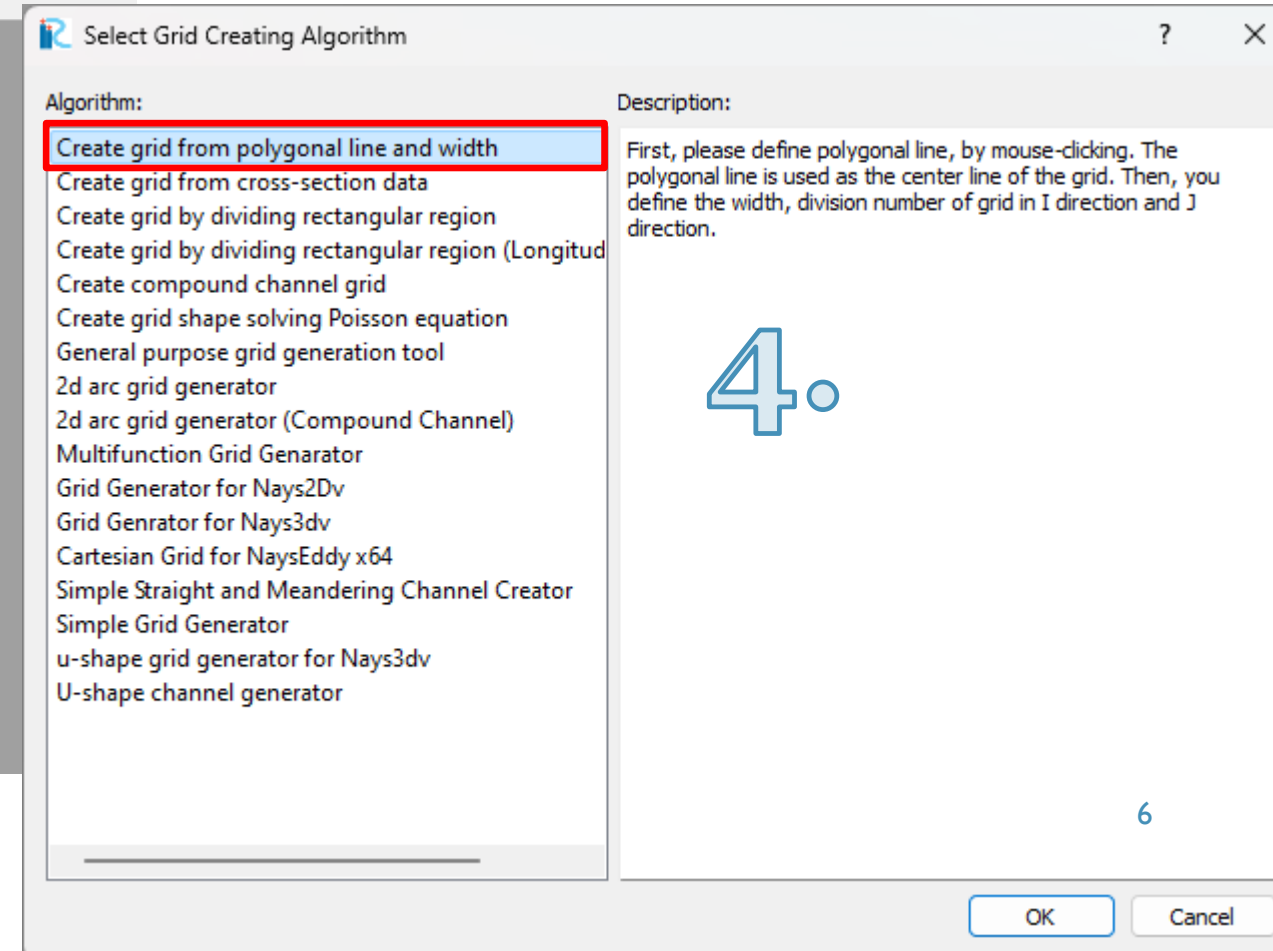 Select Grid Creating Algorithm
Algorithm:
Create grid from polygonal line and width
Create grid from cross-section data
Create grid by dividing rectangular region
Create grid by dividing rectangular region (Longitud
Create compound channel grid
Create grid shape solving Poisson equation
General purpose grid generation tool
2d arc grid generator
2d arc grid generator (Compound Channel)
Multifunction Grid Genarator
Grid Generator for Nays2Dv
Grid Genrator for Nays3dv
Cartesian Grid for NaysEddy x64
Simple Straight and Meandering Channel Creator
Simple Grid Generator
u-shape grid generator for Nays3dv
U-shape channel generator
Description:
First, please define polygonal line, by mouse-clicking. The
polygonal line is used as the center line of the grid. Then, you
define the width, division number of grid in I direction and J
direction.
4.
6
OK
Cancel